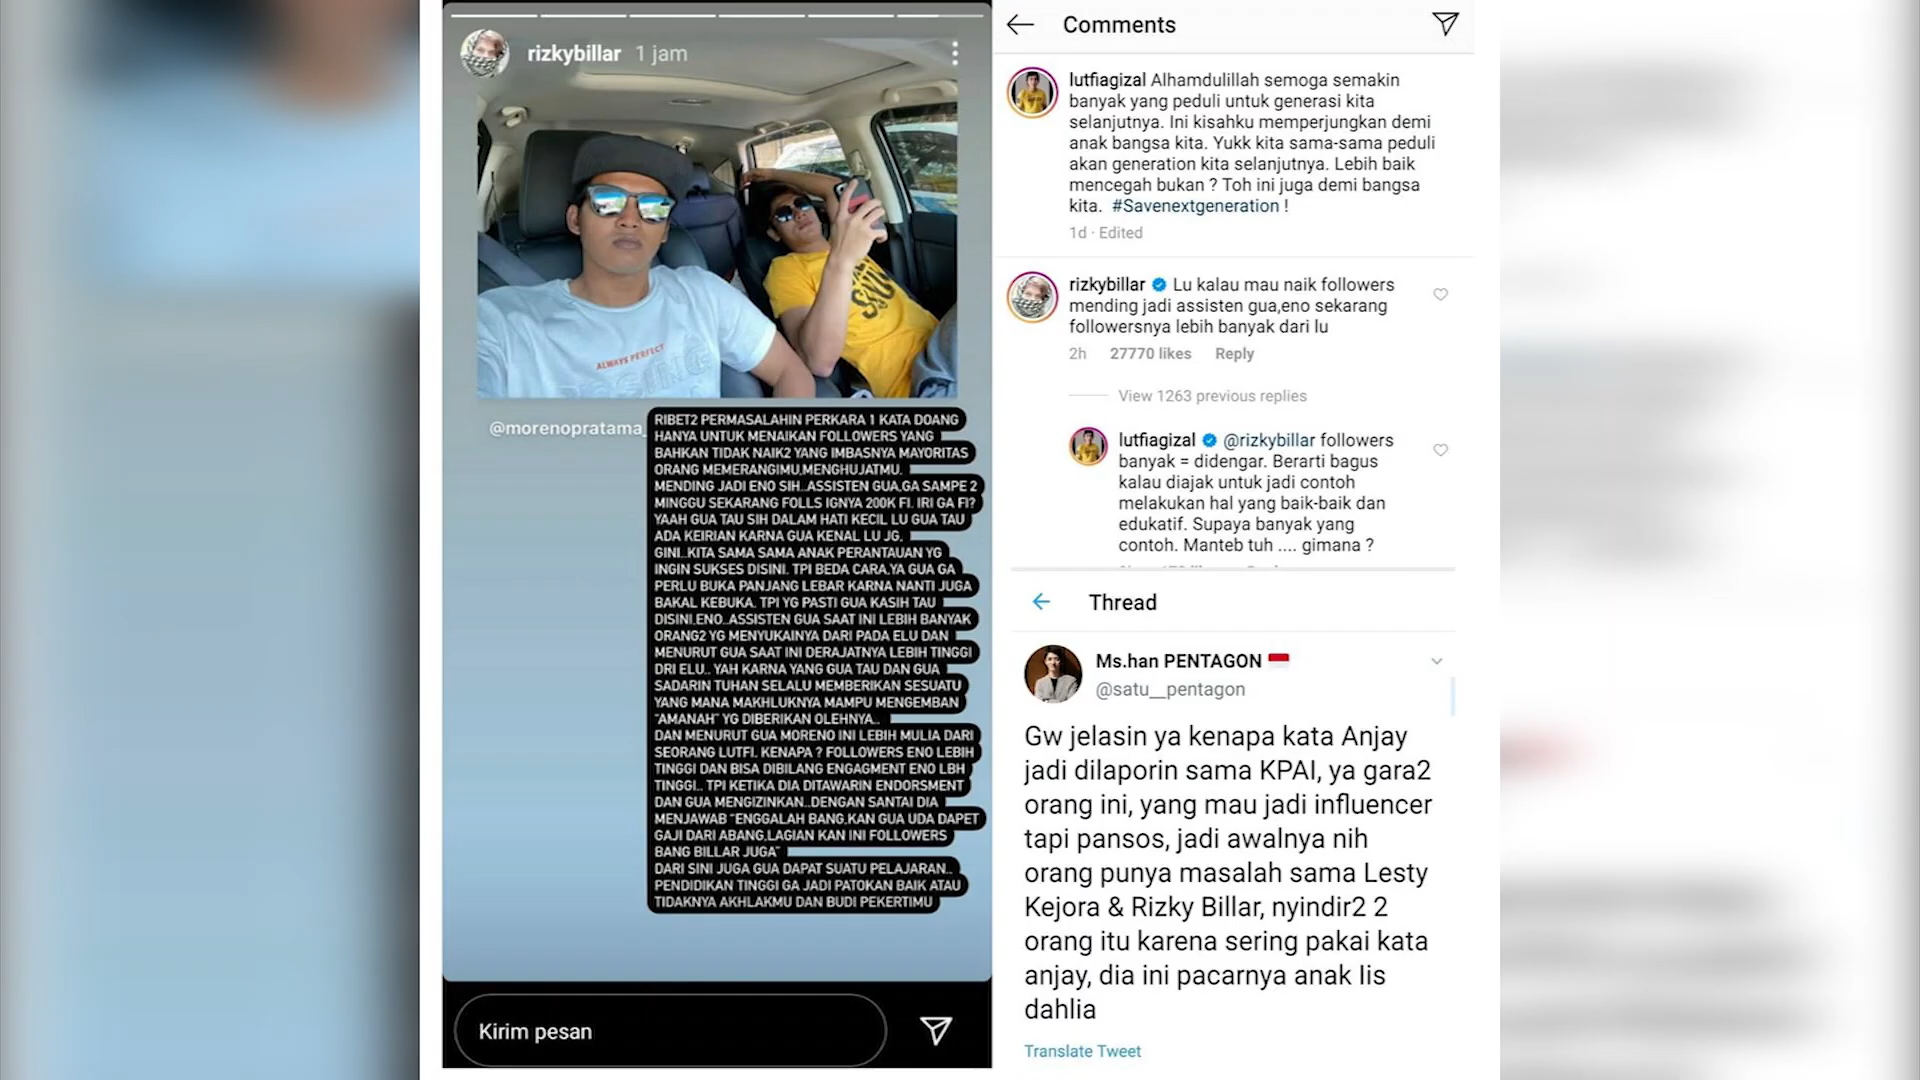 rizkybillar 1 jam
ALWAYS PERFECT
@morenopratama_
RIBET2 PERMASALAHIN PERKARA 1 KATA DOANG
HANYA UNTUK MENAIKAN FOLLOWERS YANG
BAHKAN TIDAK NAIK2 YANG IMBASNYA MAYORITAS
ORANG MEMERANGIMU,MENGHUJATMU.
MENDING JADI ENO SIH..ASSISTEN GUA,GA SAMPE 2
MINGGU SEKARANG FOLLS IGNYA 200K FI. IRI GA FI?
YAAH GUA TAU SIH DALAM HATI KECIL LU GUA TAU
ADA KEIRIAN KARNA GUA KENAL LU JG.
GINI..KITA SAMA SAMA ANAK PERANTAUAN YG
INGIN SUKSES DISINI. TPI BEDA CARA,YA GUA GA
PERLU BUKA PANJANG LEBAR KARNA NANTI JUGA
BAKAL KEBUKA. TPI YG PASTI GUA KASIH TAU
DISINI,ENO..ASSISTEN GUA SAAT INI LEBIH BANYAK
ORANG2 YG MENYUKAINYA DARI PADA ELU DAN
MENURUT GUA SAAT INI DERAJATNYA LEBIH TINGGI
DRI ELU.. YAH KARNA YANG GUA TAU DAN GUA
SADARIN TUHAN SELALU MEMBERIKAN SESUATU
YANG MANA MAKHLUKNYA MAMPU MENGEMBAN
"AMANAH" YG DIBERIKAN OLEHNYA..
DAN MENURUT GUA MORENO INI LEBIH MULIA DARI
SEORANG LUTFI. KENAPA ? FOLLOWERS ENO LEBIH
TINGGI DAN BISA DIBILANG ENGAGMENT ENO LBH
TINGGI.. TPI KETIKA DIA DITAWARIN ENDORSMENT
DAN GUA MENGIZINKAN..DENGAN SANTAI DIA
MENJAWAB "ENGGALAH BANG,KAN GUA UDA DAPET
GAJI DARI ABANG,LAGIAN KAN INI FOLLOWERS
BANG BILLAR JUGA"
DARI SINI JUGA GUA DAPAT SUATU PELAJARAN..
PENDIDIKAN TINGGI GA JADI PATOKAN BAIK ATAU
TIDAKNYA AKHLAKMU DAN BUDI PEKERTIMU
Kirim pesan
Comments
lutfiagizal Alhamdulillah semoga semakin
banyak yang peduli untuk generasi kita
selanjutnya. Ini kisahku memperjungkan demi
anak bangsa kita. Yukk kita sama-sama peduli
akan generation kita selanjutnya. Lebih baik
mencegah bukan ? Toh ini juga demi bangsa
kita. #Savenextgeneration !
1d · Edited
rizkybillar Lu kalau mau naik followers
mending jadi assisten gua,eno sekarang
followersnya lebih banyak dari lu
2h 27770 likes Reply
View 1263 previous replies
lutfiagizal @rizkybillar followers
banyak = didengar. Berarti bagus
kalau diajak untuk jadi contoh
melakukan hal yang baik-baik dan
edukatif. Supaya banyak yang
contoh. Manteb tuh .... gimana ?
Thread
Ms.han PENTAGON
@satu__pentagon
Gw jelasin ya kenapa kata Anjay
jadi dilaporin sama KPAI, ya gara2
orang ini, yang mau jadi influencer
tapi pansos, jadi awalnya nih
orang punya masalah sama Lesty
Kejora & Rizky Billar, nyindir2 2
orang itu karena sering pakai kata
anjay, dia ini pacarnya anak Iis
dahlia
Translate Tweet